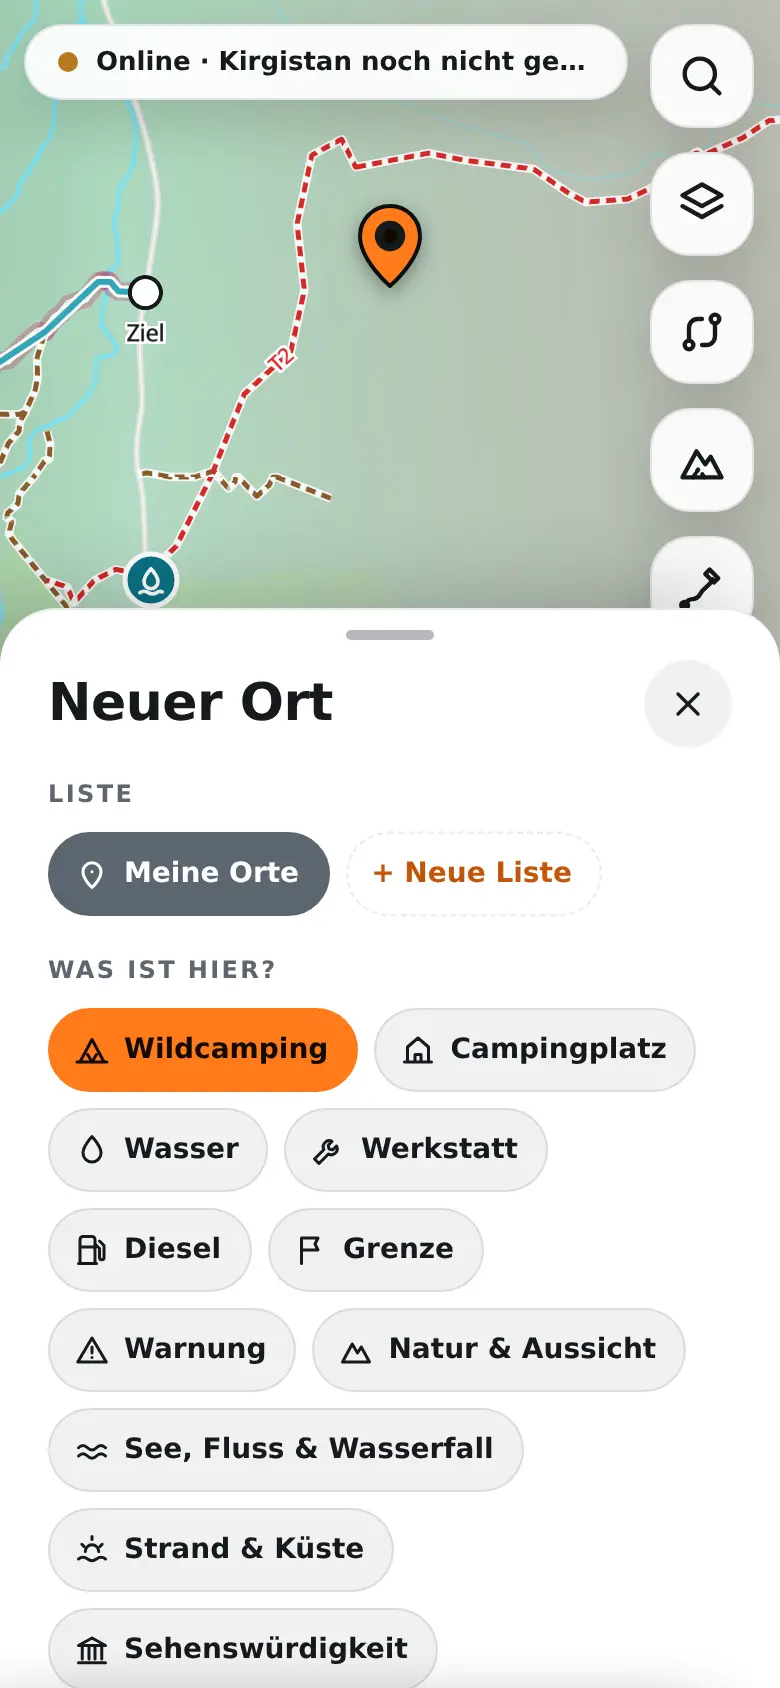 Online · Kirgistan noch nicht ge...
Ziel
T2
Neuer Ort
LISTE
Meine Orte
+ Neue Liste
WAS IST HIER?
Wildcamping
Campingplatz
Wasser
Werkstatt
Diesel
Grenze
Warnung
Natur & Aussicht
See, Fluss & Wasserfall
Strand & Küste
Sehenswürdigkeit